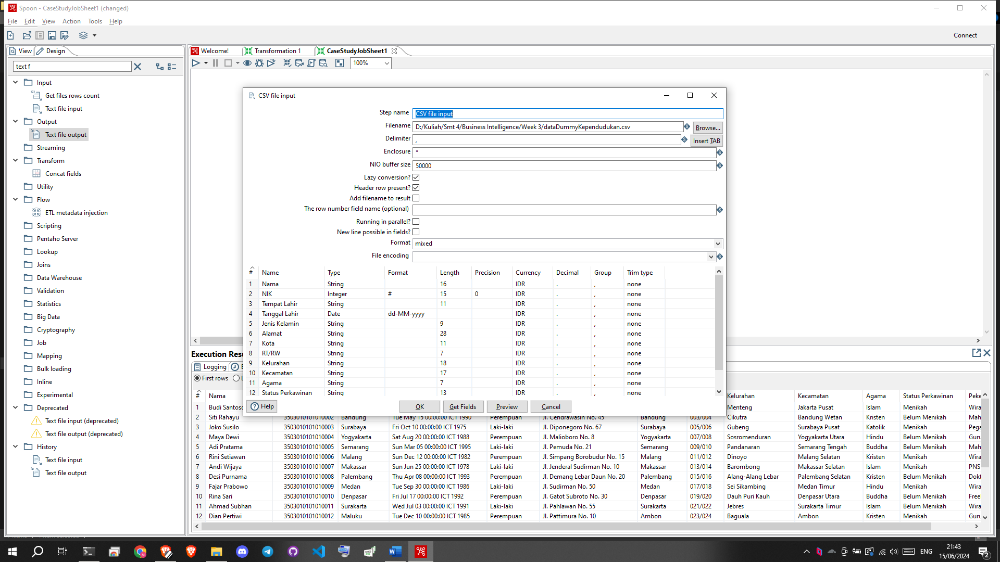 Spoon - CaseStudyJobSheet1 (changed)
File Edit View Action Tools Help
Connect
View Design
Welcome! Transformation 1 CaseStudyJobSheet1
text f
100%
Input
Get files rows count
Text file input
Output
Text file output
Streaming
Transform
Concat fields
Utility
Flow
ETL metadata injection
Scripting
Pentaho Server
Lookup
Joins
Data Warehouse
Validation
Statistics
Big Data
Cryptography
Job
Mapping
Bulk loading
Inline
Experimental
Deprecated
Text file input (deprecated)
Text file output (deprecated)
History
Text file input
Text file output
CSV file input
Step name CSV file input
Filename D:/Kuliah/Smt 4/Business Intelligence/Week 3/dataDummyKependudukan.csv Browse...
Delimiter , Insert TAB
Enclosure "
NIO buffer size 50000
Lazy conversion?
Header row present?
Add filename to result
The row number field name (optional)
Running in parallel?
New line possible in fields?
Format mixed
File encoding
# Name Type Format Length Precision Currency Decimal Group Trim type
1 Nama String 16 IDR . , none
2 NIK Integer # 15 0 IDR . , none
3 Tempat Lahir String 11 IDR . , none
4 Tanggal Lahir Date dd-MM-yyyy IDR . , none
5 Jenis Kelamin String 9 IDR . , none
6 Alamat String 28 IDR . , none
7 Kota String 11 IDR . , none
8 RT/RW String 7 IDR . , none
9 Kelurahan String 18 IDR . , none
10 Kecamatan String 17 IDR . , none
11 Agama String 7 IDR . , none
12 Status Perkawinan String 13 IDR . , none
Help OK Get Fields Preview Cancel
Execution Resu
Logging E
First rows L
# Nama Kelurahan Kecamatan Agama Status Perkawinan Peke
1 Budi Santoso Menteng Jakarta Pusat Islam Menikah Wira
2 Siti Rahayu 3503010101010002 Bandung Tue May 15 00:00:00 ICT 1990 Perempuan Jl. Cendrawasih No. 45 Bandung 003/004 Cikutra Bandung Wetan Kristen Belum Menikah Mah
3 Joko Susilo 3503010101010003 Surabaya Fri Oct 10 00:00:00 ICT 1975 Laki-laki Jl. Diponegoro No. 67 Surabaya 005/006 Gubeng Surabaya Pusat Katolik Menikah Pega
4 Maya Dewi 3503010101010004 Yogyakarta Sat Aug 20 00:00:00 ICT 1988 Perempuan Jl. Malioboro No. 8 Yogyakarta 007/008 Sosromenduran Yogyakarta Utara Hindu Belum Menikah Guru
5 Adi Pratama 3503010101010005 Semarang Sun Mar 05 00:00:00 ICT 1995 Laki-laki Jl. Pemuda No. 21 Semarang 009/010 Pandanaran Semarang Tengah Buddha Belum Menikah Mah
6 Rini Setiawan 3503010101010006 Malang Sun Dec 12 00:00:00 ICT 1982 Perempuan Jl. Simpang Borobudur No. 15 Malang 011/012 Dinoyo Malang Selatan Kristen Menikah Wira
7 Andi Wijaya 3503010101010007 Makassar Sun Jun 25 00:00:00 ICT 1978 Laki-laki Jl. Jenderal Sudirman No. 10 Makassar 013/014 Barombong Makassar Selatan Islam Menikah PNS
8 Desi Purnama 3503010101010008 Palembang Thu Apr 08 00:00:00 ICT 1993 Perempuan Jl. Demang Lebar Daun No. 20 Palembang 015/016 Alang-Alang Lebar Palembang Selatan Kristen Belum Menikah Dokt
9 Fajar Prabowo 3503010101010009 Medan Tue Sep 30 00:00:00 ICT 1986 Laki-laki Jl. Sudirman No. 50 Medan 017/018 Sei Sikambing Medan Timur Hindu Menikah Wira
10 Rina Sari 3503010101010010 Denpasar Fri Jul 17 00:00:00 ICT 1992 Perempuan Jl. Gatot Subroto No. 30 Denpasar 019/020 Dauh Puri Kauh Denpasar Utara Buddha Belum Menikah Free
11 Ahmad Subhan 3503010101010011 Surakarta Wed Jul 03 00:00:00 ICT 1991 Laki-laki Jl. Pahlawan No. 55 Surakarta 021/022 Jebres Surakarta Timur Islam Belum Menikah Wira
12 Dian Pertiwi 3503010101010012 Maluku Tue Dec 10 00:00:00 ICT 1985 Perempuan Jl. Pattimura No. 10 Ambon 023/024 Baguala Ambon Kristen Menikah Guru
ENG
21:43
15/06/2024
2